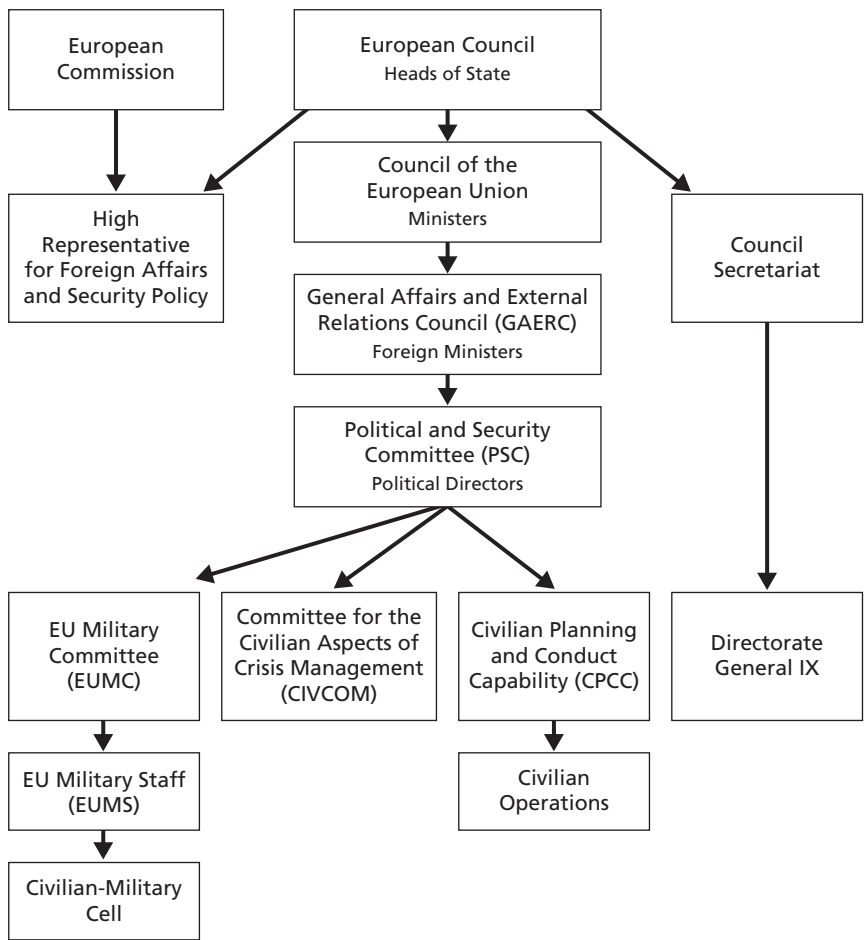 European
Commission
European Council
Heads of State
Council of the
European Union
Ministers
High
Representative
for Foreign Affairs
and Security Policy
Council
Secretariat
General Affairs and External
Relations Council (GAERC)
Foreign Ministers
Political and Security
Committee (PSC)
Political Directors
EU Military
Committee
(EUMC)
Committee for the
Civilian Aspects of
Crisis Management
(CIVCOM)
Civilian Planning
and Conduct
Capability (CPCC)
Directorate
General IX
EU Military Staff
(EUMS)
Civilian
Operations
Civilian-Military
Cell